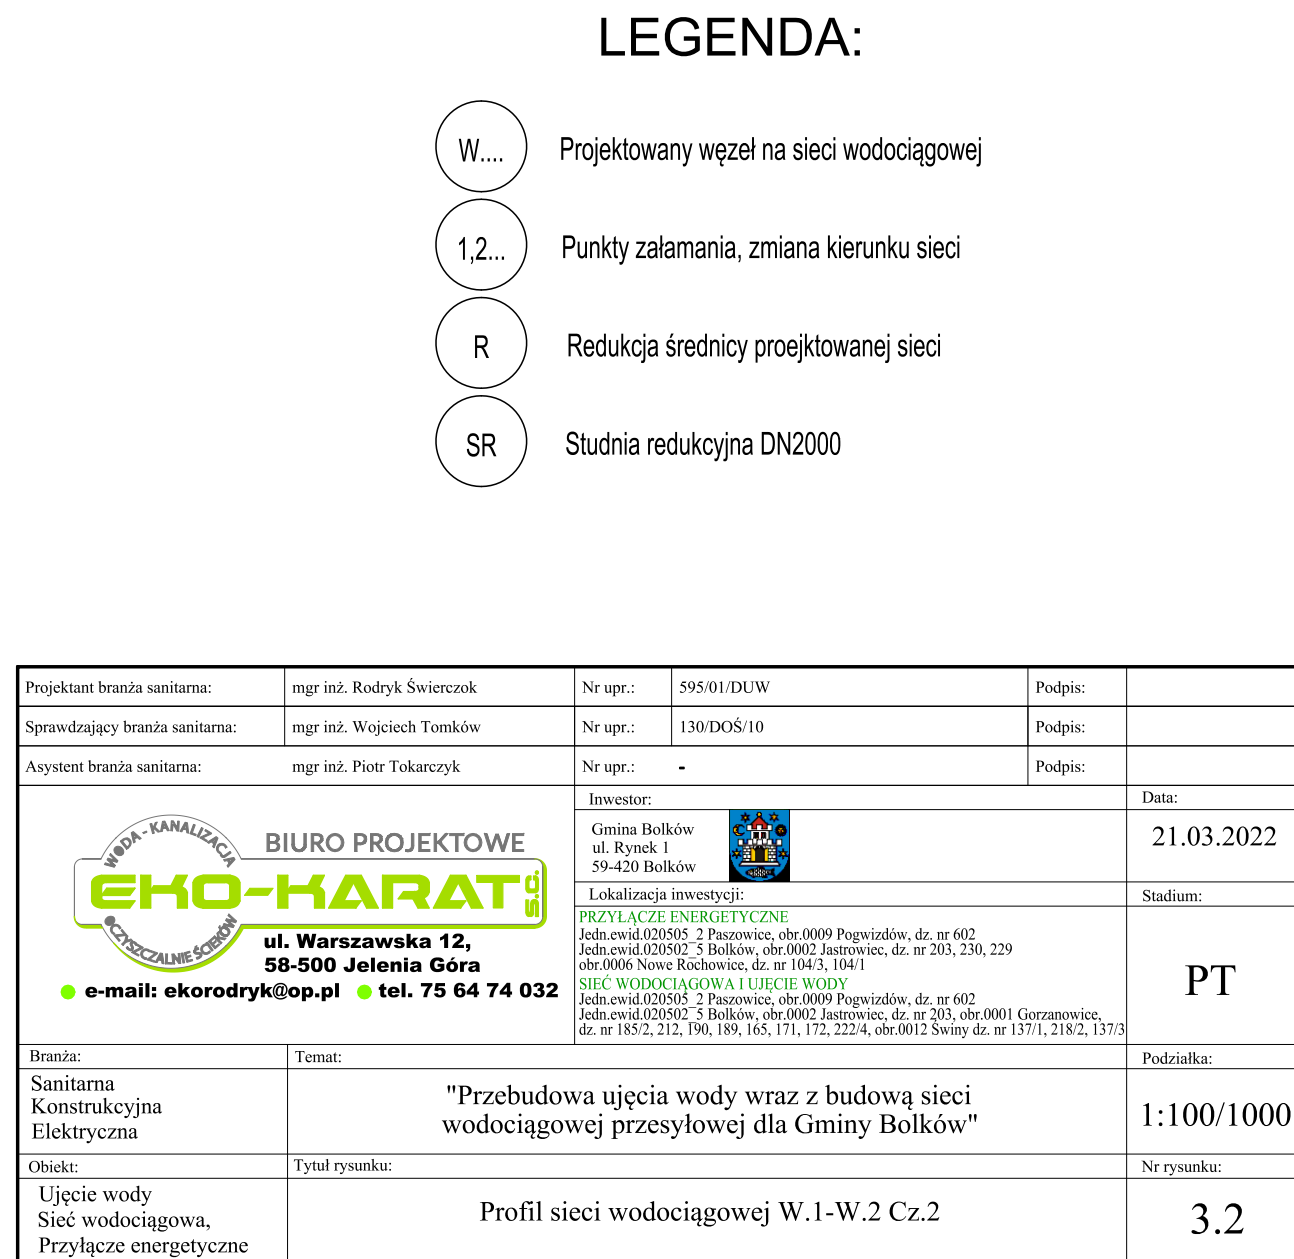 LEGENDA:
W.... Projektowany węzeł na sieci wodociągowej
1,2... Punkty załamania, zmiana kierunku sieci
R Redukcja średnicy proejktowanej sieci
SR Studnia redukcyjna DN2000
Projektant branża sanitarna: mgr inż. Rodryk Świerczok Nr upr.: 595/01/DUW Podpis:
Sprawdzający branża sanitarna: mgr inż. Wojciech Tomków Nr upr.: 130/DOŚ/10 Podpis:
Asystent branża sanitarna: mgr inż. Piotr Tokarczyk Nr upr.: - Podpis:
WODA - KANALIZACJA
BIURO PROJEKTOWE
EKO-KARAT S.C.
OCZYSZCZALNIE ŚCIEKÓW
ul. Warszawska 12,
58-500 Jelenia Góra
e-mail: ekorodryk@op.pl tel. 75 64 74 032
Inwestor:
Gmina Bolków
ul. Rynek 1
59-420 Bolków
Data:
21.03.2022
Lokalizacja inwestycji:
PRZYŁĄCZE ENERGETYCZNE
Jedn.ewid.020505_2 Paszowice, obr.0009 Pogwizdów, dz. nr 602
Jedn.ewid.020502_5 Bolków, obr.0002 Jastrowiec, dz. nr 203, 230, 229
obr.0006 Nowe Rochowice, dz. nr 104/3, 104/1
SIEĆ WODOCIĄGOWA I UJĘCIE WODY
Jedn.ewid.020505_2 Paszowice, obr.0009 Pogwizdów, dz. nr 602
Jedn.ewid.020502_5 Bolków, obr.0002 Jastrowiec, dz. nr 203, obr.0001 Gorzanowice,
dz. nr 185/2, 212, 190, 189, 165, 171, 172, 222/4, obr.0012 Świny dz. nr 137/1, 218/2, 137/3
Stadium:
PT
Branża:
Sanitarna
Konstrukcyjna
Elektryczna
Temat:
"Przebudowa ujęcia wody wraz z budową sieci
wodociągowej przesyłowej dla Gminy Bolków"
Podziałka:
1:100/1000
Obiekt:
Ujęcie wody
Sieć wodociągowa,
Przyłącze energetyczne
Tytuł rysunku:
Profil sieci wodociągowej W.1-W.2 Cz.2
Nr rysunku:
3.2